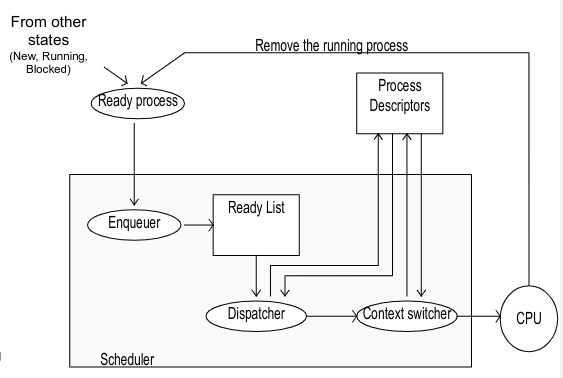 From other
states
(New, Running,
Blocked)
Remove the running process
Ready process
Process
Descriptors
Enqueuer
Ready List
Dispatcher
Context switcher
CPU
Scheduler